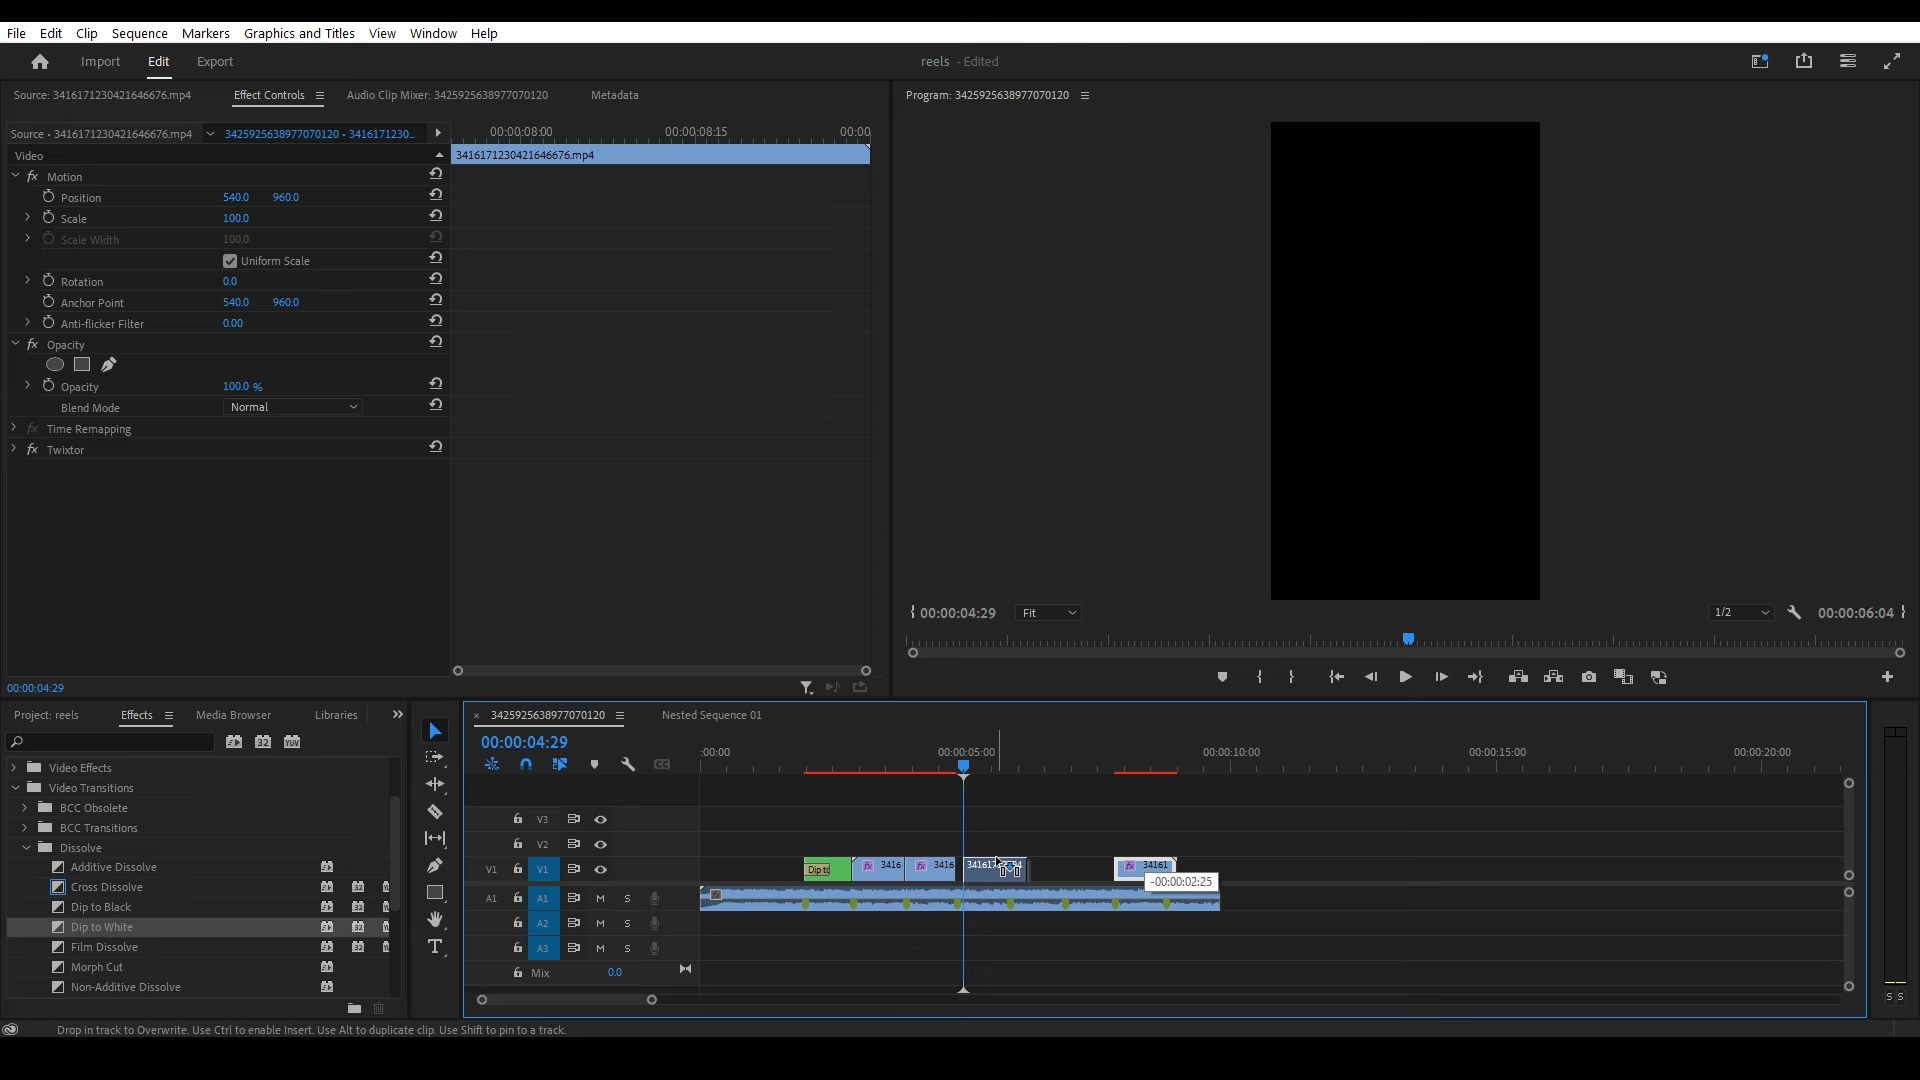 File Edit Clip Sequence Markers Graphics and Titles View Window Help
Import Edit Export reels - Edited
Source: 3416171230421646676.mp4 Effect Controls Audio Clip Mixer: 3425925638977070120 Metadata
Program: 3425925638977070120
Source • 3416171230421646676.mp4 3425925638977070120 • 3416171230...
00:00:08:00 00:00:08:15 00:00
Video
3416171230421646676.mp4
fx Motion
Position 540.0 960.0
Scale 100.0
Scale Width 100.0
Uniform Scale
Rotation 0.0
Anchor Point 540.0 960.0
Anti-flicker Filter 0.00
fx Opacity
Opacity 100.0 %
Blend Mode Normal
fx Time Remapping
fx Twixtor
00:00:04:29 Fit 1/2 00:00:06:04
00:00:04:29
Project: reels Effects Media Browser Libraries
Video Effects
Video Transitions
BCC Obsolete
BCC Transitions
Dissolve
Additive Dissolve
Cross Dissolve
Dip to Black
Dip to White
Film Dissolve
Morph Cut
Non-Additive Dissolve
3425925638977070120 Nested Sequence 01
00:00:04:29
:00:00 00:00:05:00 00:00:10:00 00:00:15:00 00:00:20:00
V3
V2
V1 V1 Dip to fx 3416 fx 3416 fx 34161
-00:00:02:25
A1 A1 M S
A2 M S
A3 M S
Mix 0.0
S S
Drop in track to Overwrite. Use Ctrl to enable Insert. Use Alt to duplicate clip. Use Shift to pin to a track.